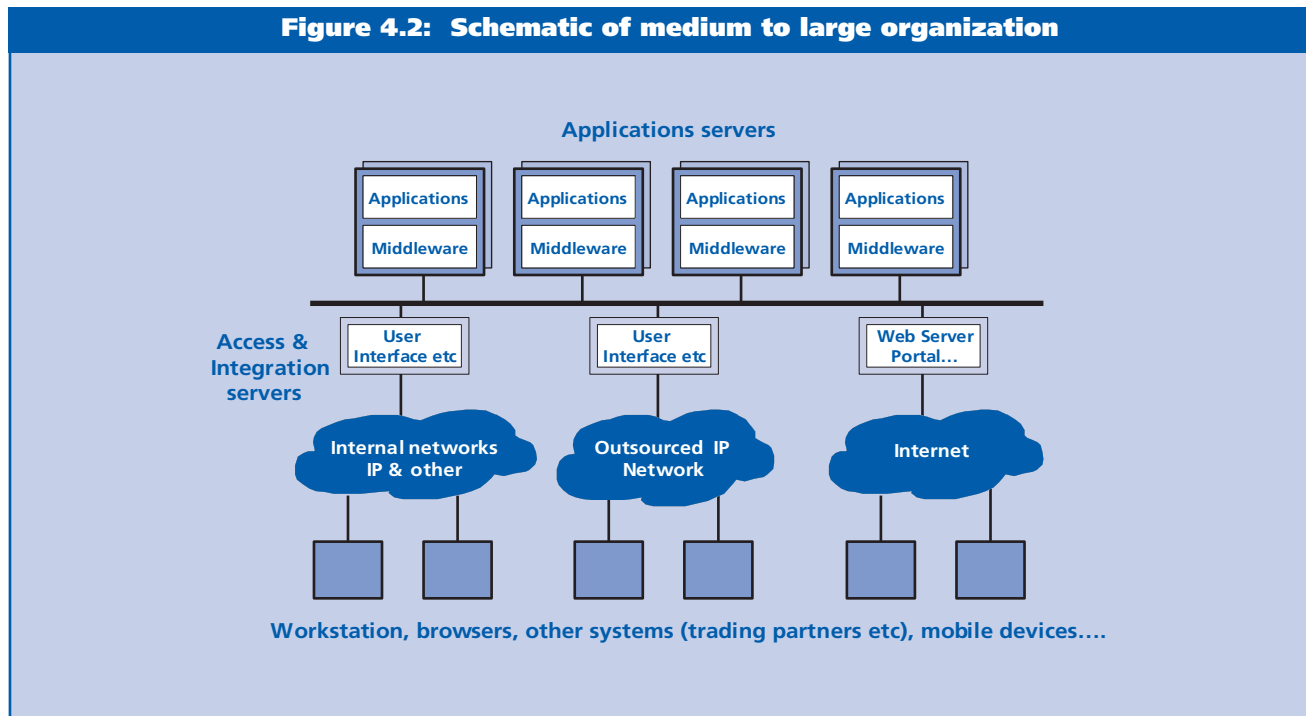 Figure 4.2: Schematic of medium to large organization
Applications servers
Applications
Middleware
Applications
Middleware
Applications
Middleware
Applications
Middleware
Access &
Integration
servers
User
Interface etc
User
Interface etc
Web Server
Portal…
Internal networks
IP & other
Outsourced IP
Network
Internet
Workstation, browsers, other systems (trading partners etc), mobile devices….